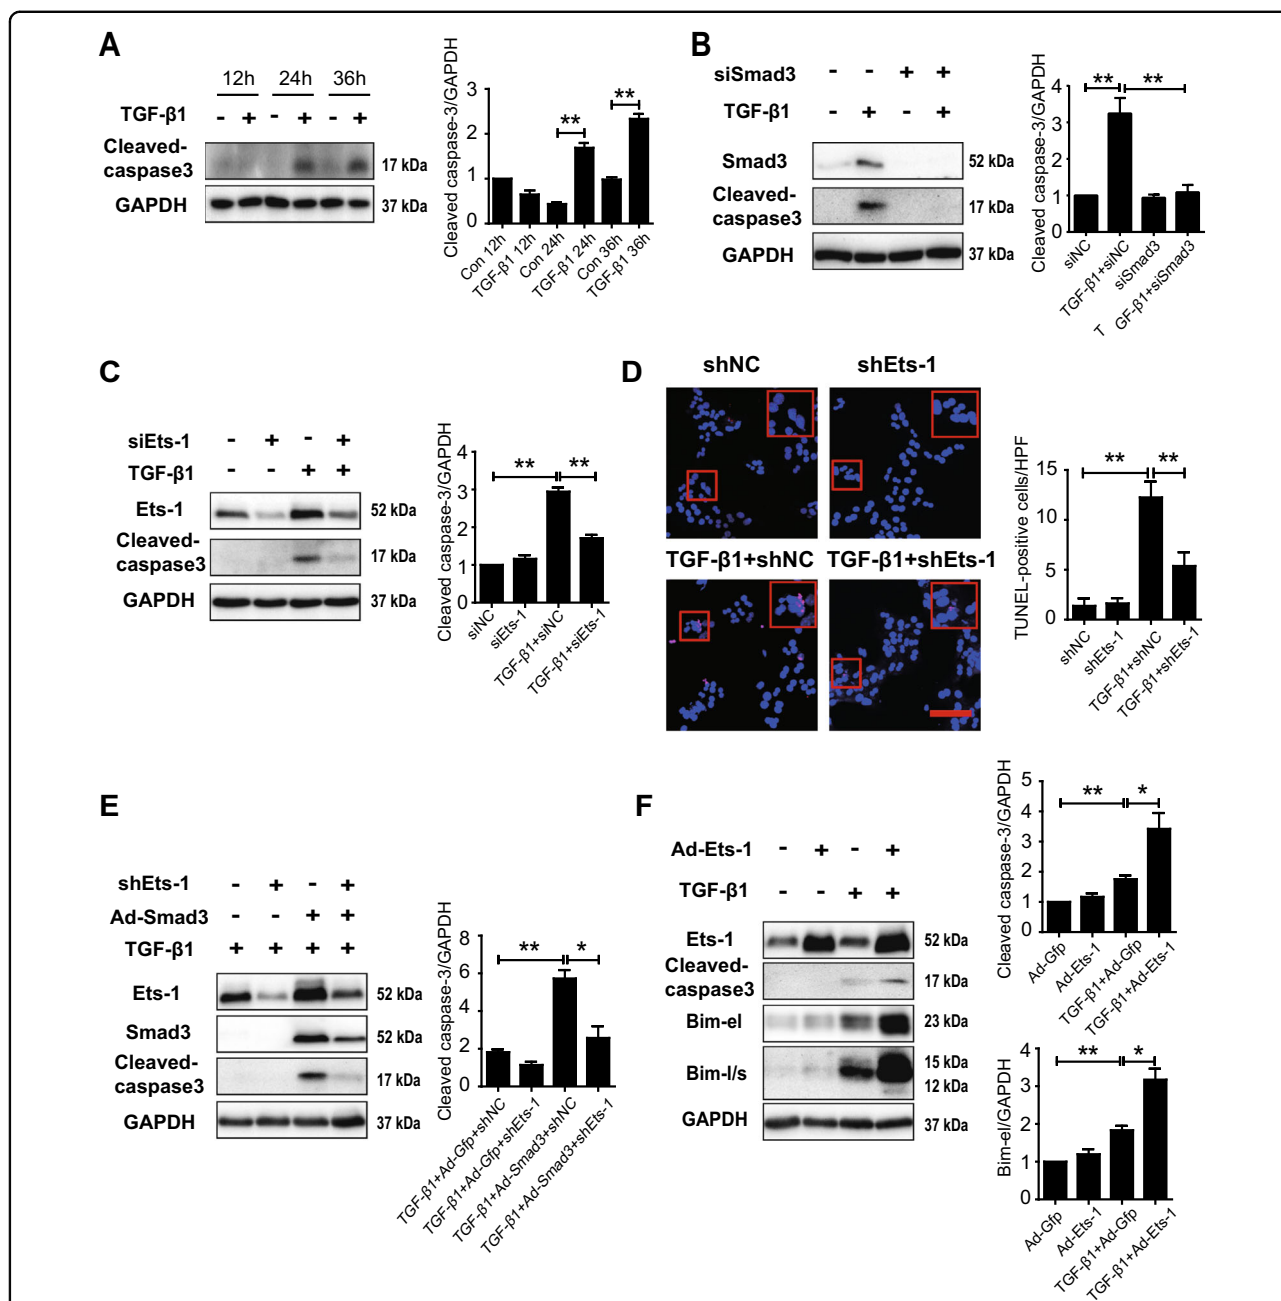 A
12h 24h 36h
TGF-β1 - + - + - +
Cleaved-
caspase3
17 kDa
GAPDH
37 kDa
Cleaved caspase-3/GAPDH
3
2
1
0
**
**
Con 12h
TGF-β1 12h
Con 24h
TGF-β1 24h
Con 36h
TGF-β1 36h
B
siSmad3 - - + +
TGF-β1 - + - +
Smad3
52 kDa
Cleaved-
caspase3
17 kDa
GAPDH
37 kDa
Cleaved caspase-3/GAPDH
4
3
2
1
0
** **
siNC
TGF-β1+siNC
siSmad3
T GF-β1+siSmad3
C
siEts-1 - + - +
TGF-β1 - - + +
Ets-1
52 kDa
Cleaved-
caspase3
17 kDa
GAPDH
37 kDa
Cleaved caspase-3/GAPDH
4
3
2
1
0
** **
siNC
siEts-1
TGF-β1+siNC
TGF-β1+siEts-1
D
shNC shEts-1
TGF-β1+shNC TGF-β1+shEts-1
TUNEL-positive cells/HPF
15
10
5
0
** **
shNC
shEts-1
TGF-β1+shNC
TGF-β1+shEts-1
E
shEts-1 - + - +
Ad-Smad3 - - + +
TGF-β1 + + + +
Ets-1
52 kDa
Smad3
52 kDa
Cleaved-
caspase3
17 kDa
GAPDH
37 kDa
Cleaved caspase-3/GAPDH
8
6
4
2
0
** *
TGF-β1+Ad-Gfp+shNC
TGF-β1+Ad-Gfp+shEts-1
TGF-β1+Ad-Smad3+shNC
TGF-β1+Ad-Smad3+shEts-1
F
Ad-Ets-1 - + - +
TGF-β1 - - + +
Ets-1
52 kDa
Cleaved-
caspase3
17 kDa
Bim-el
23 kDa
Bim-l/s
15 kDa
12 kDa
GAPDH
37 kDa
Cleaved caspase-3/GAPDH
5
4
3
2
1
0
** *
Ad-Gfp
Ad-Ets-1
TGF-β1+Ad-Gfp
TGF-β1+Ad-Ets-1
Bim-el/GAPDH
4
3
2
1
0
** *
Ad-Gfp
Ad-Ets-1
TGF-β1+Ad-Gfp
TGF-β1+Ad-Ets-1